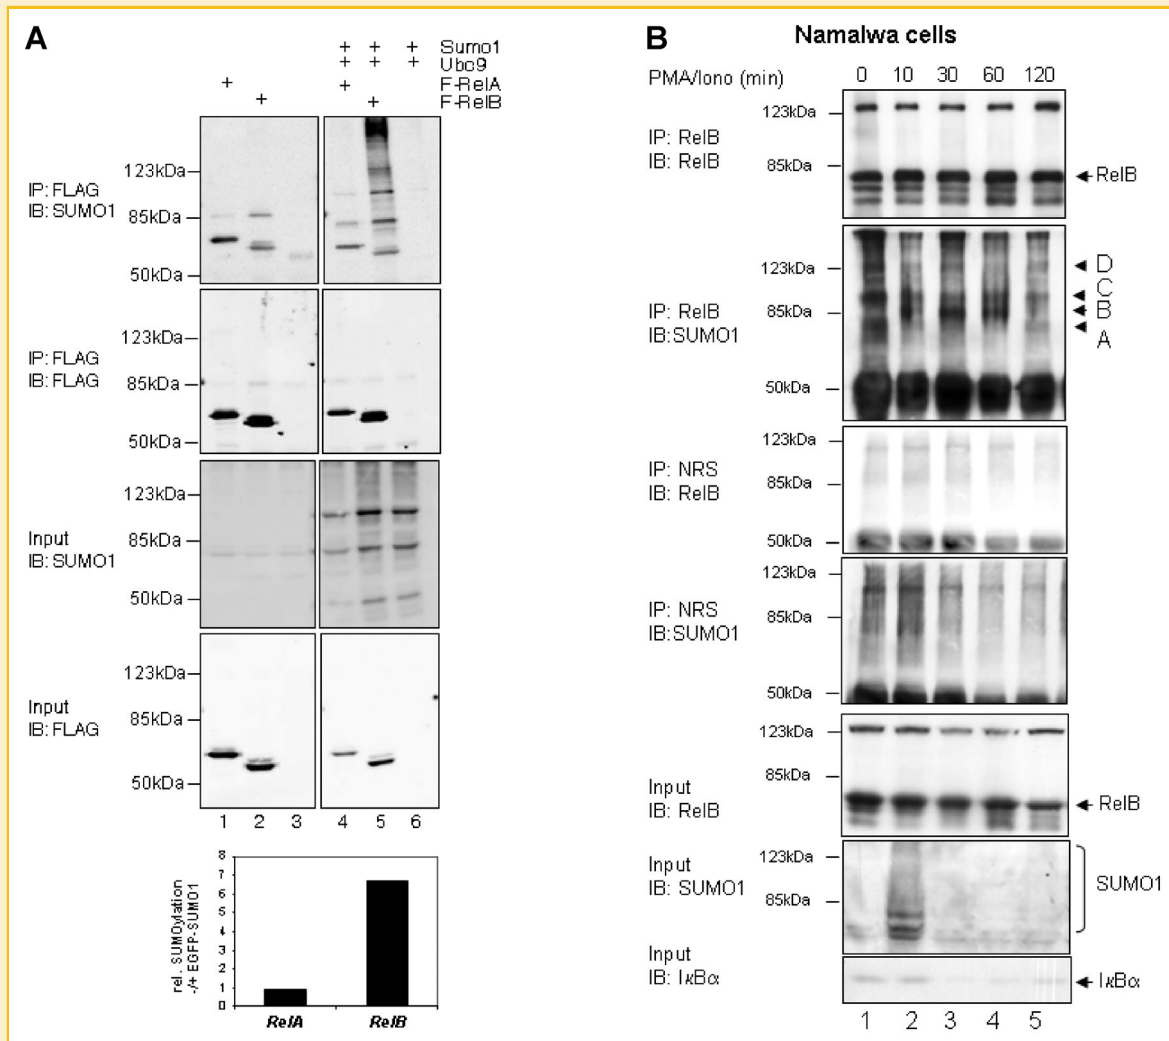 A
+ + + Sumo1
+ + + Ubc9
+ + F-RelA
+ + F-RelB
IP: FLAG
IB: SUMO1
123kDa
85kDa
50kDa
IP: FLAG
IB: FLAG
123kDa
85kDa
50kDa
Input
IB: SUMO1
123kDa
85kDa
50kDa
Input
IB: FLAG
123kDa
85kDa
50kDa
1 2 3 4 5 6
rel. SUMOylation
-/+ EGFP-SUMO1
8
7
6
5
4
3
2
1
0
RelA RelB
B
Namalwa cells
PMA/Iono (min) 0 10 30 60 120
IP: RelB
IB: RelB
123kDa
85kDa
RelB
IP: RelB
IB:SUMO1
123kDa
85kDa
50kDa
D
C
B
A
IP: NRS
IB: RelB
123kDa
85kDa
50kDa
IP: NRS
IB:SUMO1
123kDa
85kDa
50kDa
Input
IB: RelB
123kDa
85kDa
RelB
Input
IB: SUMO1
123kDa
85kDa
SUMO1
Input
IB: IκBα
IκBα
1 2 3 4 5